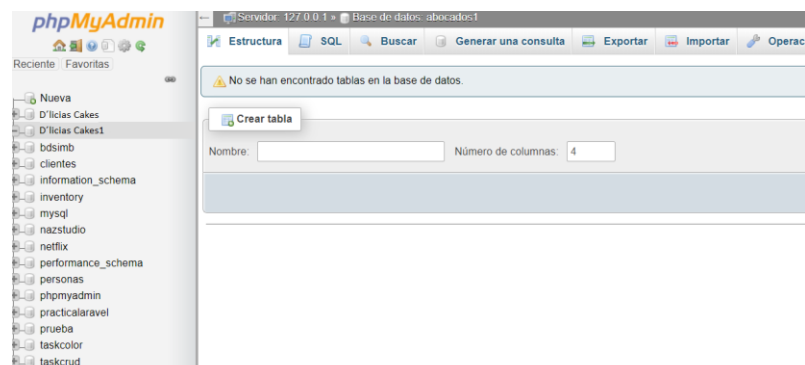 phpMyAdmin
Reciente Favoritas
Nueva
D'licias Cakes
D'licias Cakes1
bdsimb
clientes
information_schema
inventory
mysql
nazstudio
netflix
performance_schema
personas
phpmyadmin
practicalaravel
prueba
taskcolor
taskcrud
Servidor: 127.0.0.1 » Base de datos: abocados1
Estructura SQL Buscar Generar una consulta Exportar Importar Operac
No se han encontrado tablas en la base de datos.
Crear tabla
Nombre: Número de columnas: 4